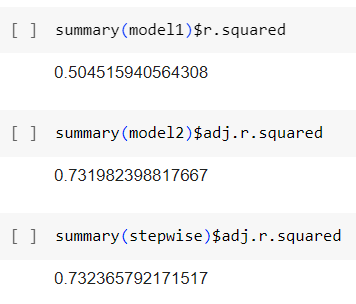 [ ] summary(model1)$r.squared
0.504515940564308
[ ] summary(model2)$adj.r.squared
0.731982398817667
[ ] summary(stepwise)$adj.r.squared
0.732365792171517